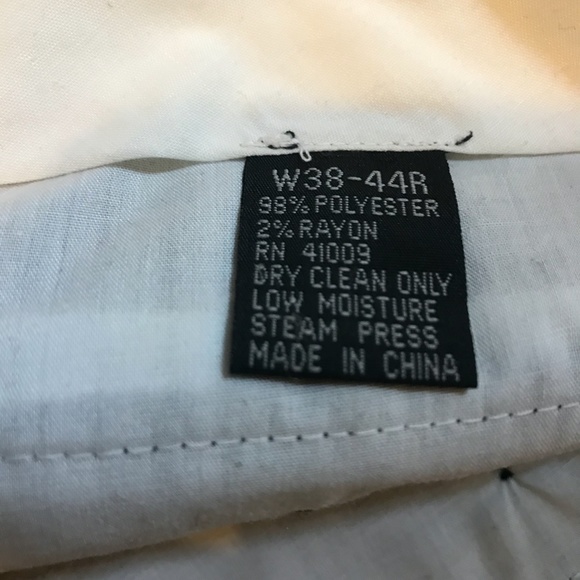 W38-44R
98% POLYESTER
2% RAYON
RN 41009
DRY CLEAN ONLY
LOW MOISTURE
STEAM PRESS
MADE IN CHINA